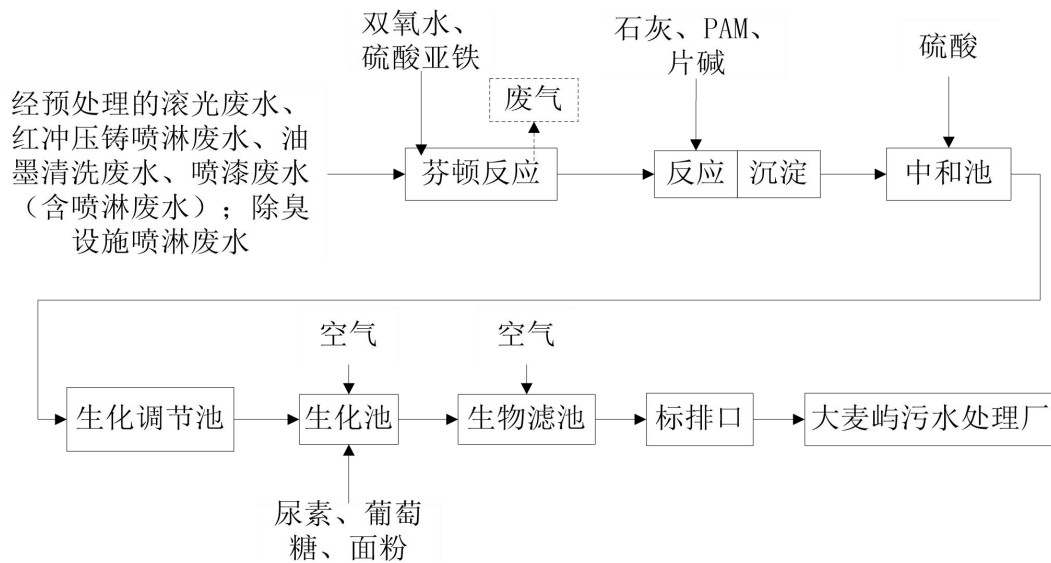 双氧水、
硫酸亚铁
石灰、PAM、
片碱
硫酸
废气
经预处理的滚光废水、
红冲压铸喷淋废水、油
墨清洗废水、喷漆废水
（含喷淋废水）；除臭
设施喷淋废水
芬顿反应
反应 沉淀
中和池
空气
空气
生化调节池
生化池
生物滤池
标排口
大麦屿污水处理厂
尿素、葡萄
糖、面粉